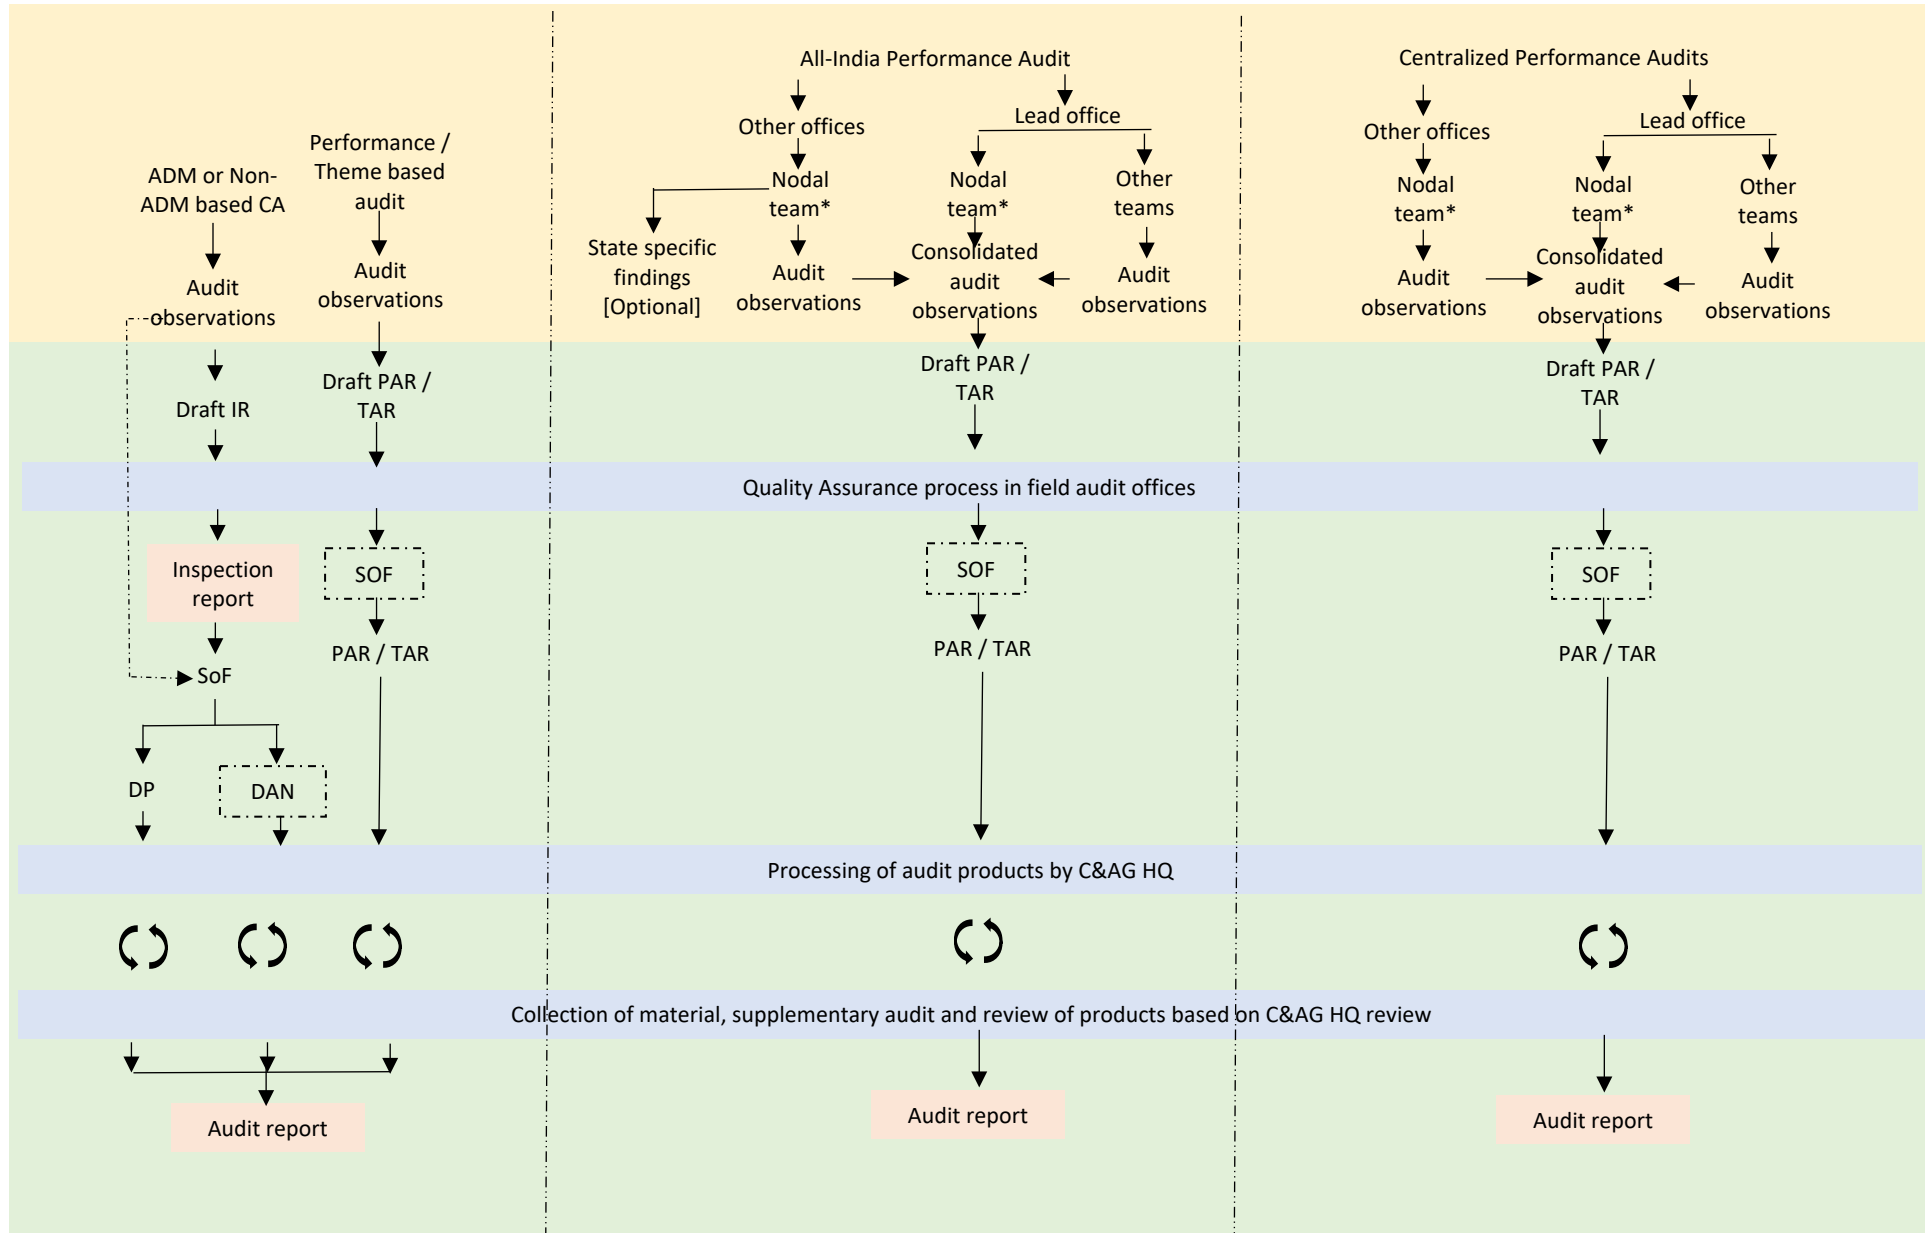 All-India Performance Audit
Centralized Performance Audits
Performance /
Theme based
audit
ADM or Non-
ADM based CA
Other offices
Lead office
Other offices
Lead office
Nodal
team*
Nodal
team*
Other
teams
Nodal
team*
Nodal
team*
Other
teams
Audit
observations
Audit
observations
State specific
findings
[Optional]
Audit
observations
Consolidated
audit
observations
Audit
observations
Audit
observations
Consolidated
audit
observations
Audit
observations
Draft IR
Draft PAR /
TAR
Draft PAR /
TAR
Draft PAR /
TAR
Quality Assurance process in field audit offices
Inspection
report
SOF
SOF
SOF
SoF
PAR / TAR
PAR / TAR
PAR / TAR
DP
DAN
Processing of audit products by C&AG HQ
Collection of material, supplementary audit and review of products based on C&AG HQ review
Audit report
Audit report
Audit report